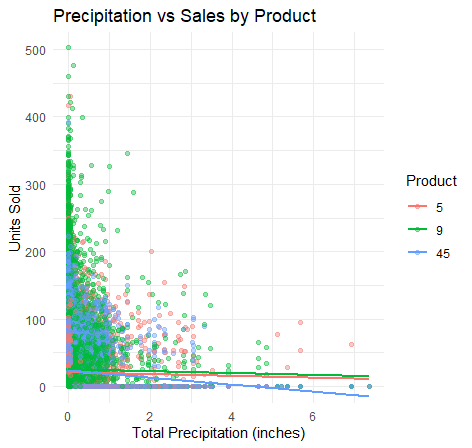 Precipitation vs Sales by Product
Units Sold
500
400
300
200
100
0
0 2 4 6
Total Precipitation (inches)
Product
5
9
45